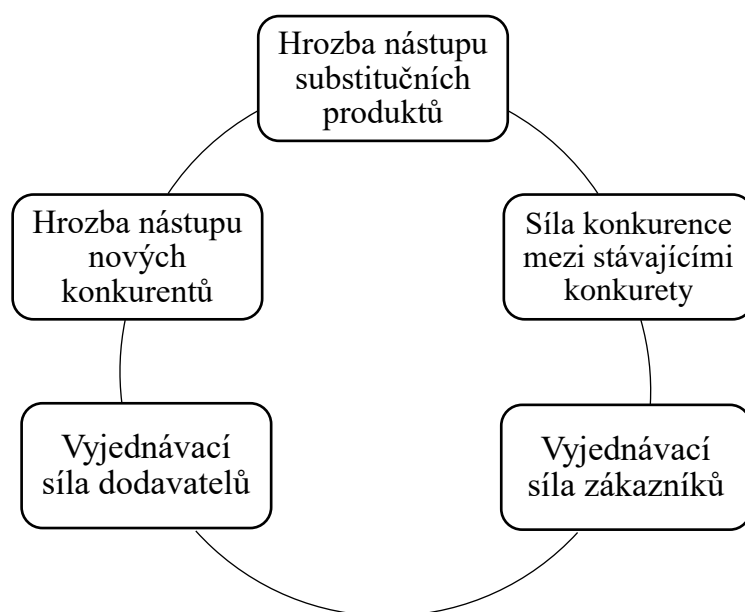 Hrozba nástupu
substitučních
produktů
Hrozba nástupu
nových
konkurentů
Síla konkurence
mezi stávajícími
konkurety
Vyjednávací
síla dodavatelů
Vyjednávací
síla zákazníků